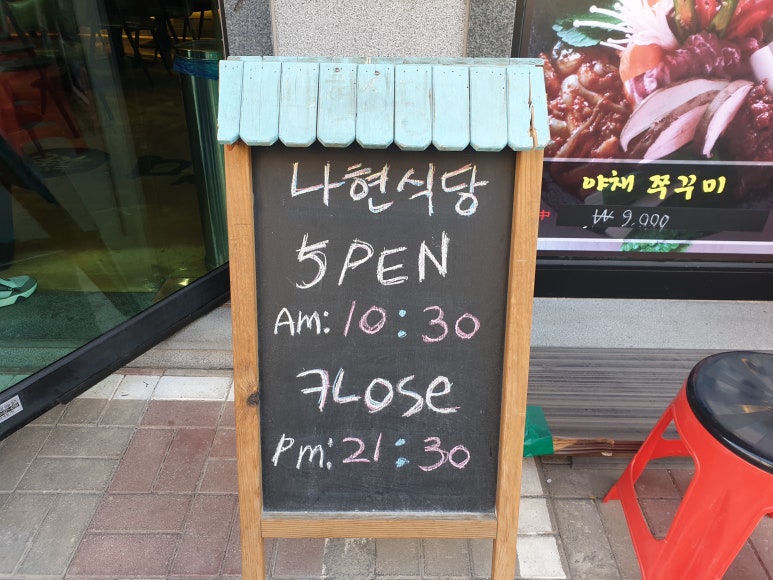 나현식당
5PEN
AM: 10:30
7LOSe
Pm: 21:30
야채 쭈꾸미
中 ₩ 9,000